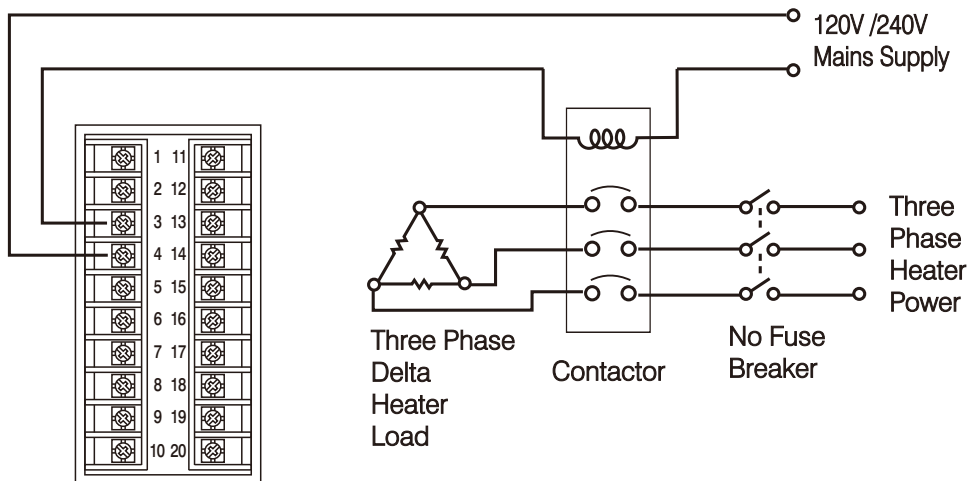 120V /240V
Mains Supply
1 11
2 12
3 13
4 14
5 15
6 16
7 17
8 18
9 19
10 20
Three Phase
Delta
Heater
Load
Contactor
No Fuse
Breaker
Three
Phase
Heater
Power